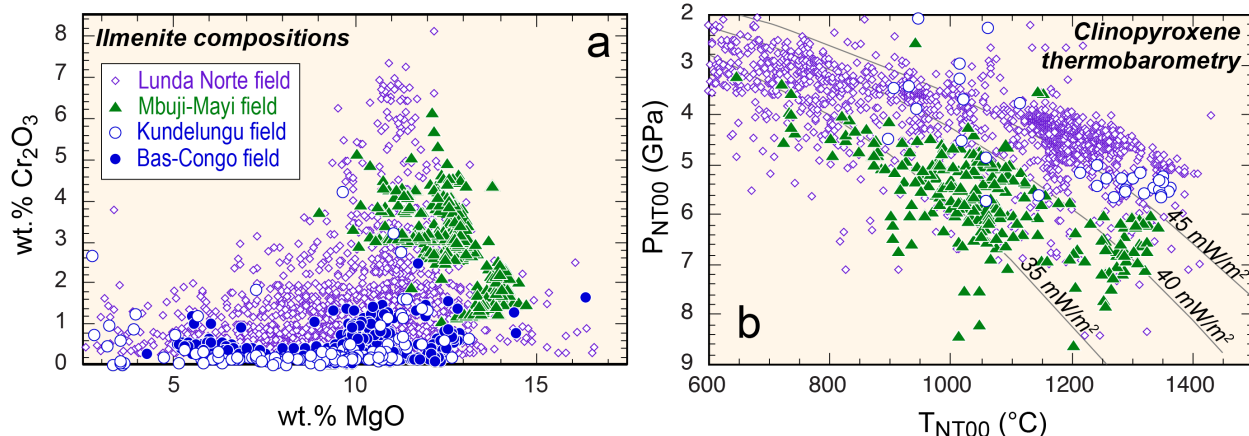 Ilmenite compositions
a
Lunda Norte field
Mbuji-Mayi field
Kundelungu field
Bas-Congo field
wt.% Cr2O3
8
7
6
5
4
3
2
1
0
5
10
15
wt.% MgO
Clinopyroxene
thermobarometry
b
PNT00 (GPa)
2
3
4
5
6
7
8
9
35 mW/m²
40 mW/m²
45 mW/m²
600
800
1000
1200
1400
TNT00 (°C)